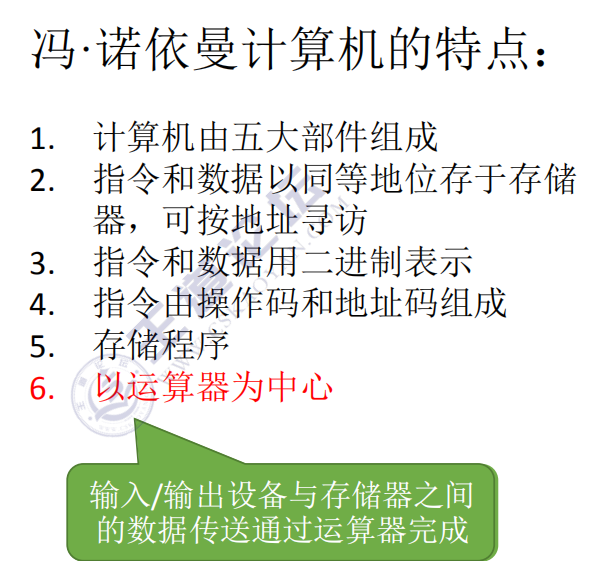 冯·诺依曼计算机的特点：
1. 计算机由五大部件组成
2. 指令和数据以同等地位存于存储
器，可按地址寻访
3. 指令和数据用二进制表示
4. 指令由操作码和地址码组成
5. 存储程序
6. 以运算器为中心
输入/输出设备与存储器之间
的数据传送通过运算器完成
王道论坛